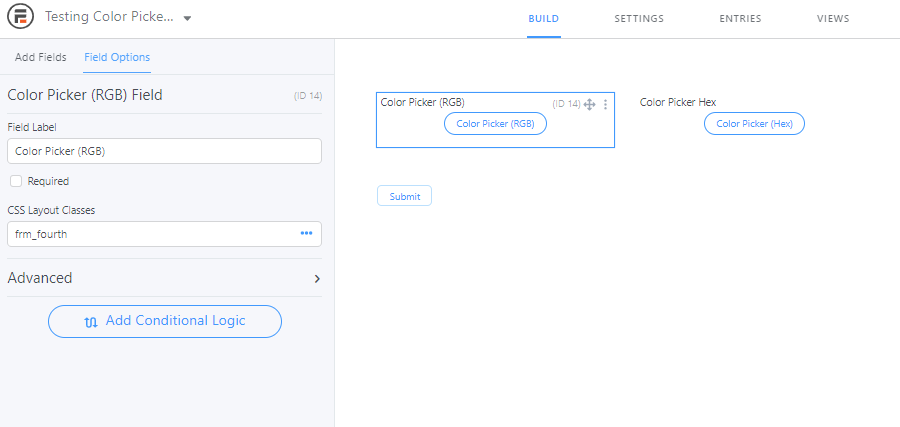 Testing Color Picke...
BUILD
SETTINGS
ENTRIES
VIEWS
Add Fields
Field Options
Color Picker (RGB) Field
(ID 14)
Field Label
Color Picker (RGB)
Required
CSS Layout Classes
frm_fourth
Advanced
Add Conditional Logic
Color Picker (RGB)
(ID 14)
Color Picker (RGB)
Color Picker Hex
Color Picker (Hex)
Submit